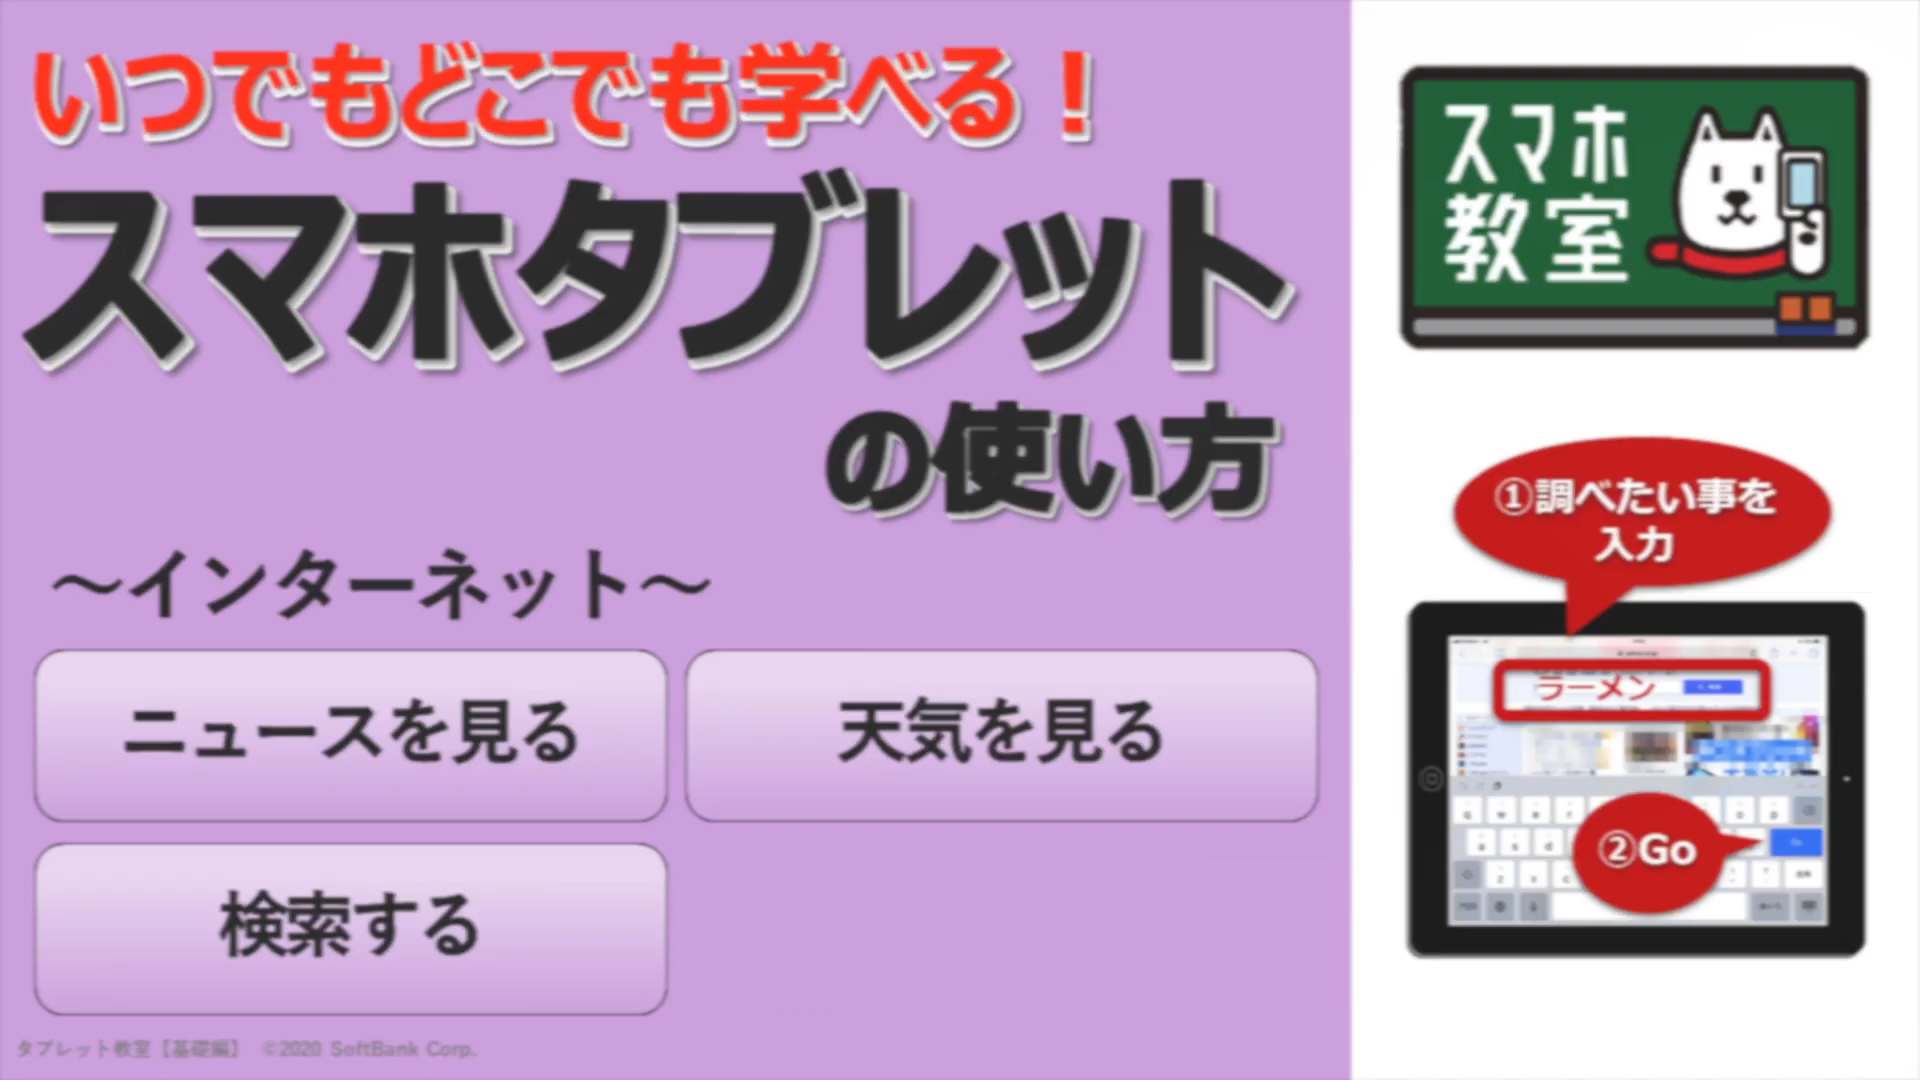 いつでもどこでも学べる！
スマホタブレット
の使い方
～インターネット～
ニュースを見る
天気を見る
検索する
タブレット教室【基礎編】 ©2020 SoftBank Corp.
スマホ
教室
①調べたい事を
入力
ラーメン
②Go
q w e r o p
a s d
z